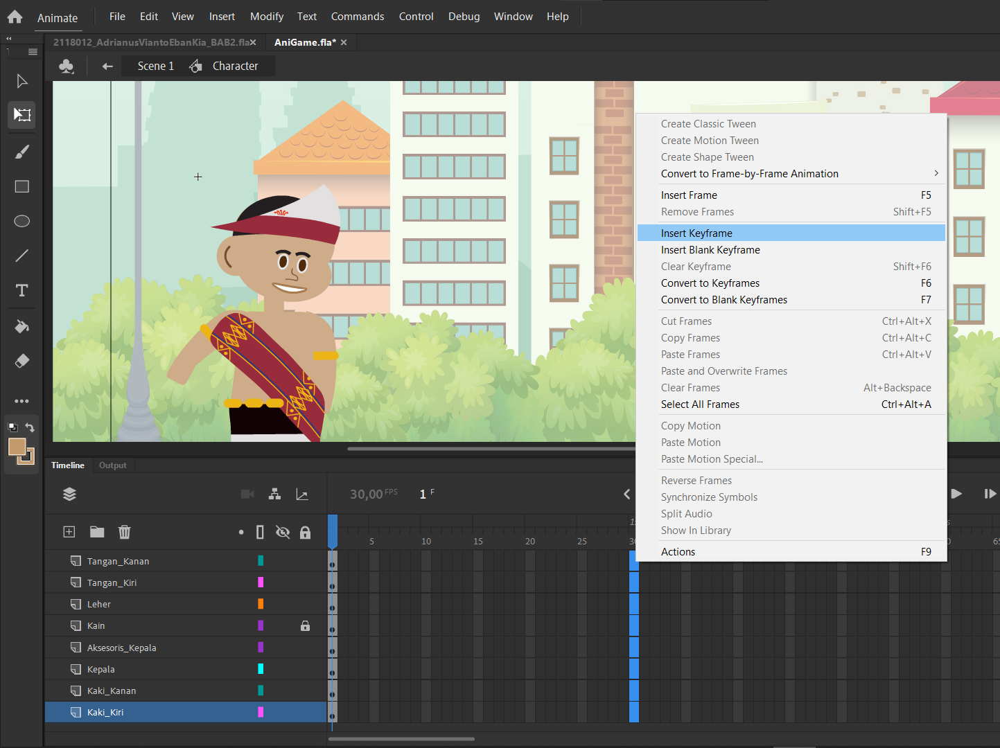 Animate File Edit View Insert Modify Text Commands Control Debug Window Help
2118012_AdrianusViantoEbanKia_BAB2.fla AniGame.fla*
Scene 1 Character
Create Classic Tween
Create Motion Tween
Create Shape Tween
Convert to Frame-by-Frame Animation
Insert Frame F5
Remove Frames Shift+F5
Insert Keyframe
Insert Blank Keyframe
Clear Keyframe Shift+F6
Convert to Keyframes F6
Convert to Blank Keyframes F7
Cut Frames Ctrl+Alt+X
Copy Frames Ctrl+Alt+C
Paste Frames Ctrl+Alt+V
Paste and Overwrite Frames
Clear Frames Alt+Backspace
Select All Frames Ctrl+Alt+A
Copy Motion
Paste Motion
Paste Motion Special...
Reverse Frames
Synchronize Symbols
Split Audio
Show In Library
Actions F9
Timeline Output
30,00 FPS 1 F
5 10 15 20 25
Tangan_Kanan
Tangan_Kiri
Leher
Kain
Aksesoris_Kepala
Kepala
Kaki_Kanan
Kaki_Kiri